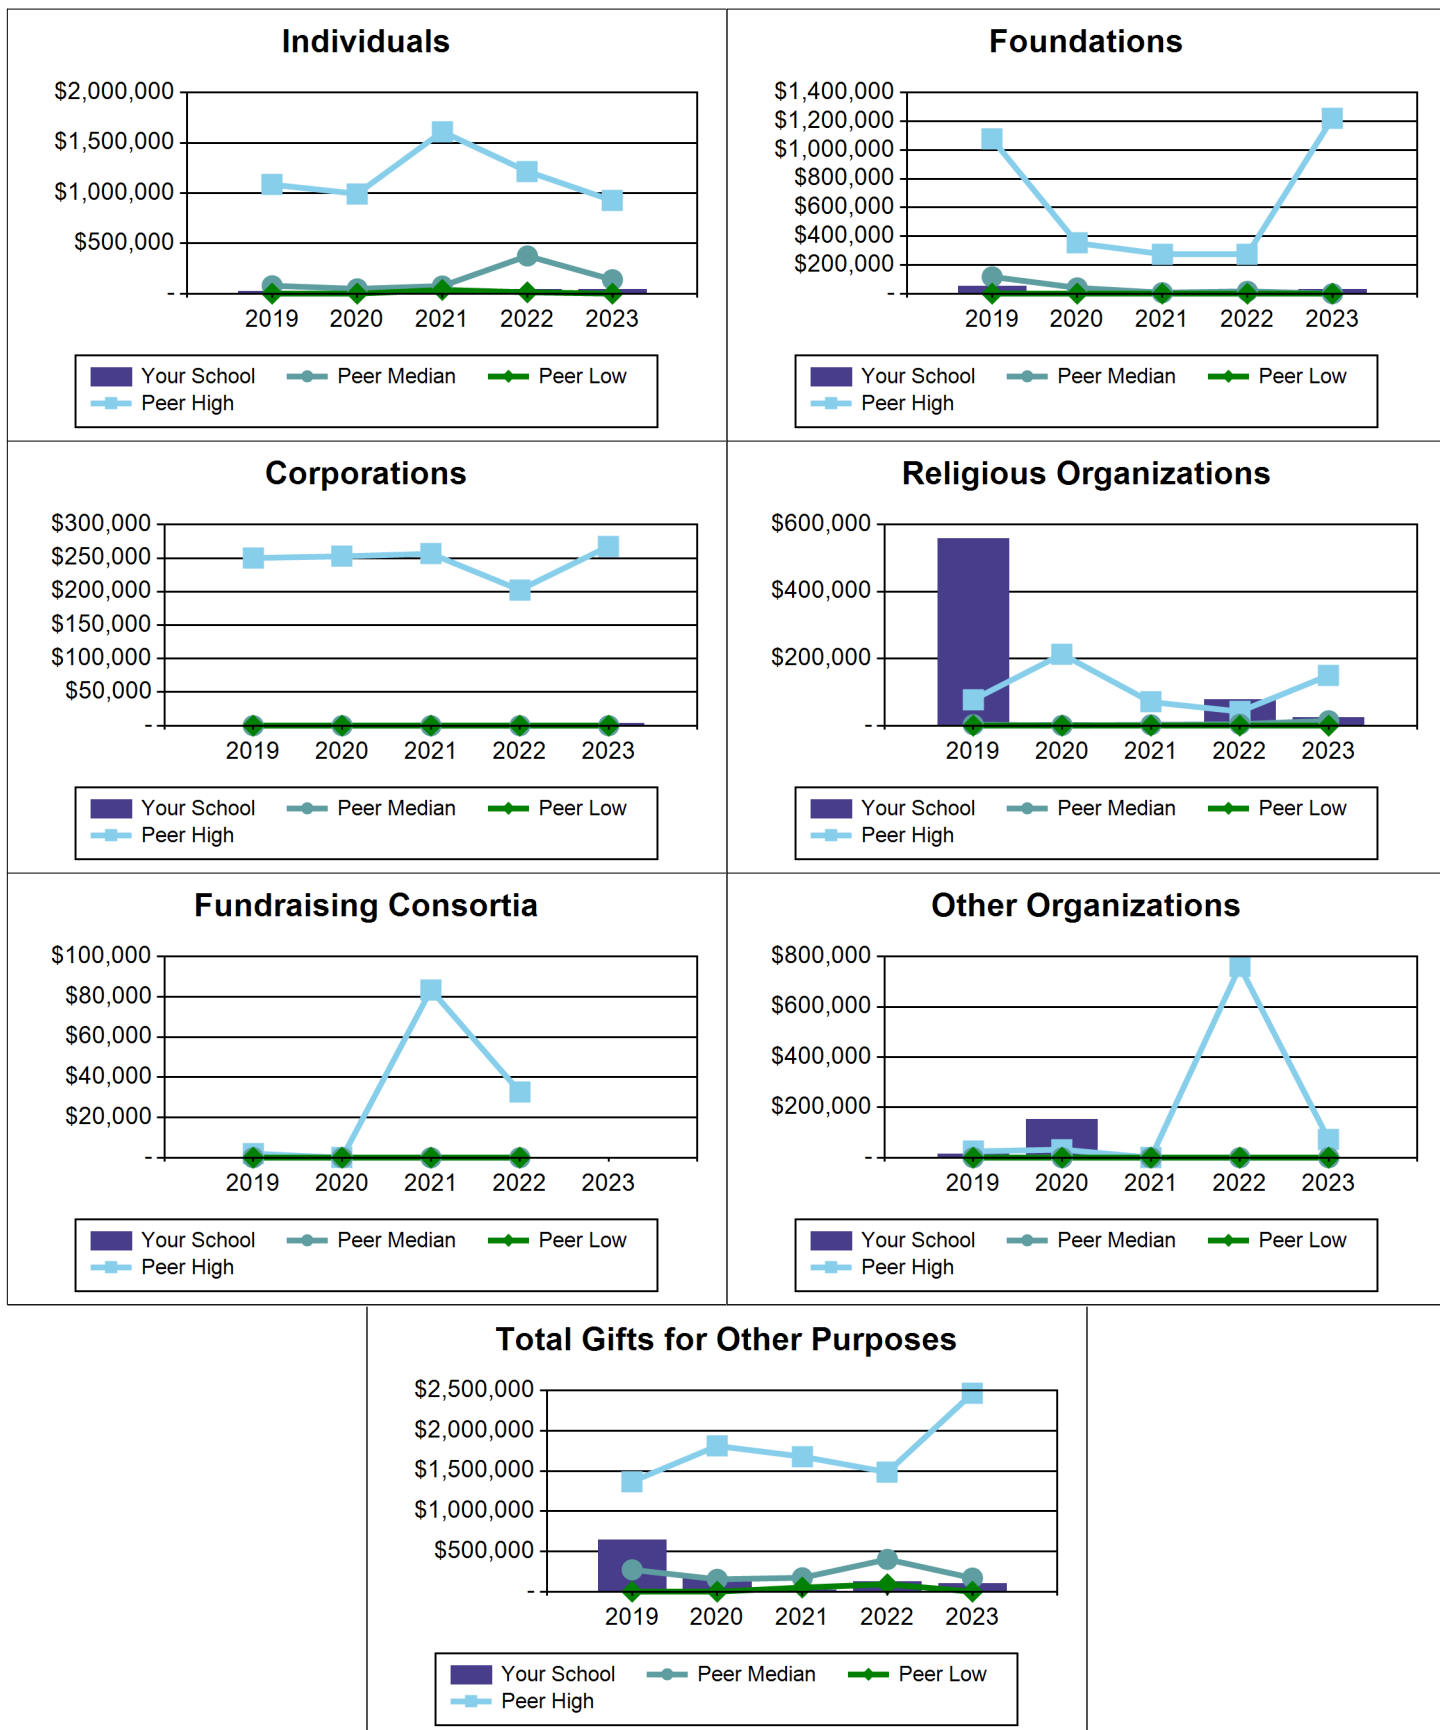 Individuals
$2,000,000
$1,500,000
$1,000,000
$500,000
-
2019 2020 2021 2022 2023
Your School Peer Median Peer Low
Peer High
Foundations
$1,400,000
$1,200,000
$1,000,000
$800,000
$600,000
$400,000
$200,000
-
2019 2020 2021 2022 2023
Your School Peer Median Peer Low
Peer High
Corporations
$300,000
$250,000
$200,000
$150,000
$100,000
$50,000
-
2019 2020 2021 2022 2023
Your School Peer Median Peer Low
Peer High
Religious Organizations
$600,000
$400,000
$200,000
-
2019 2020 2021 2022 2023
Your School Peer Median Peer Low
Peer High
Fundraising Consortia
$100,000
$80,000
$60,000
$40,000
$20,000
-
2019 2020 2021 2022 2023
Your School Peer Median Peer Low
Peer High
Other Organizations
$800,000
$600,000
$400,000
$200,000
-
2019 2020 2021 2022 2023
Your School Peer Median Peer Low
Peer High
Total Gifts for Other Purposes
$2,500,000
$2,000,000
$1,500,000
$1,000,000
$500,000
-
2019 2020 2021 2022 2023
Your School Peer Median Peer Low
Peer High